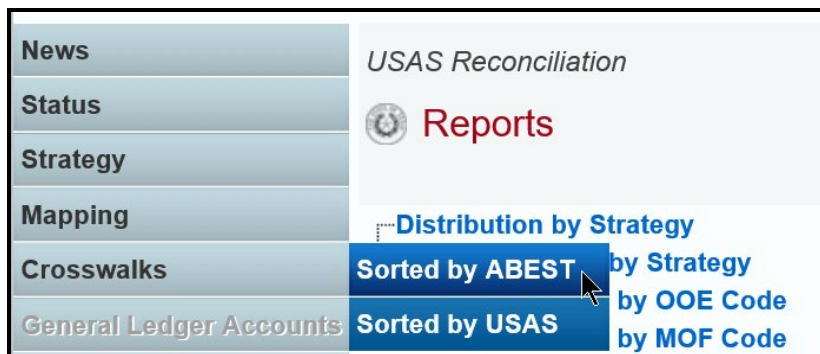 News
Status
Strategy
Mapping
Crosswalks
General Ledger Accounts
USAS Reconciliation
Reports
Distribution by Strategy
Sorted by ABEST
by Strategy
by OOE Code
Sorted by USAS
by MOF Code